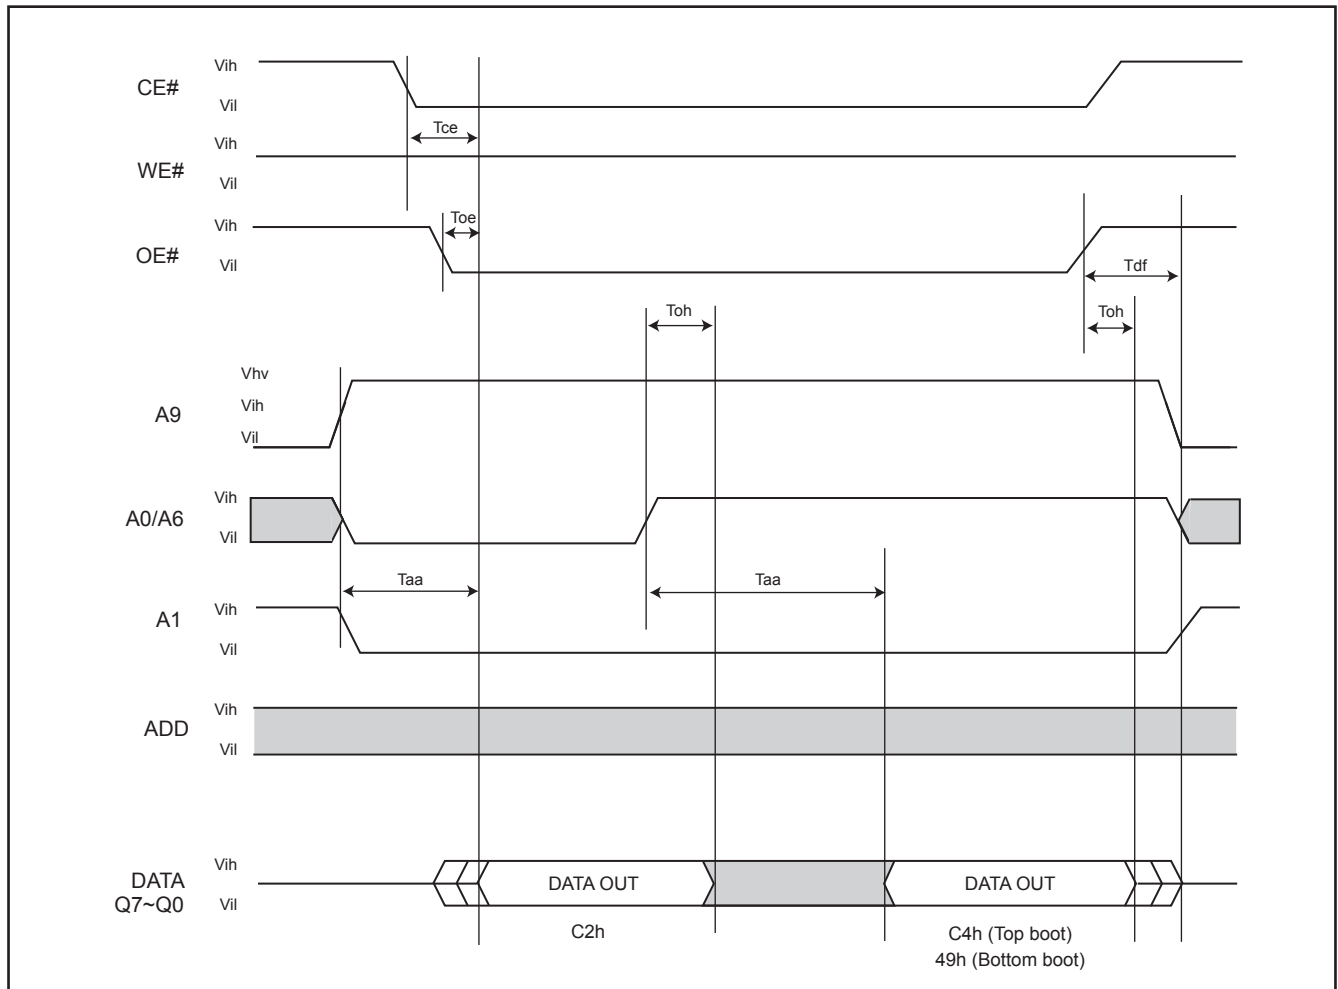 Vih
CE#
Vil
Tce
Vih
WE#
Vil
Vih
Toe
OE#
Vil
Tdf
Toh
Toh
Vhv
A9
Vih
Vil
Vih
A0/A6
Vil
Taa
Taa
Vih
A1
Vil
Vih
ADD
Vil
Vih
DATA
Q7~Q0
Vil
DATA OUT
DATA OUT
C2h
C4h (Top boot)
49h (Bottom boot)